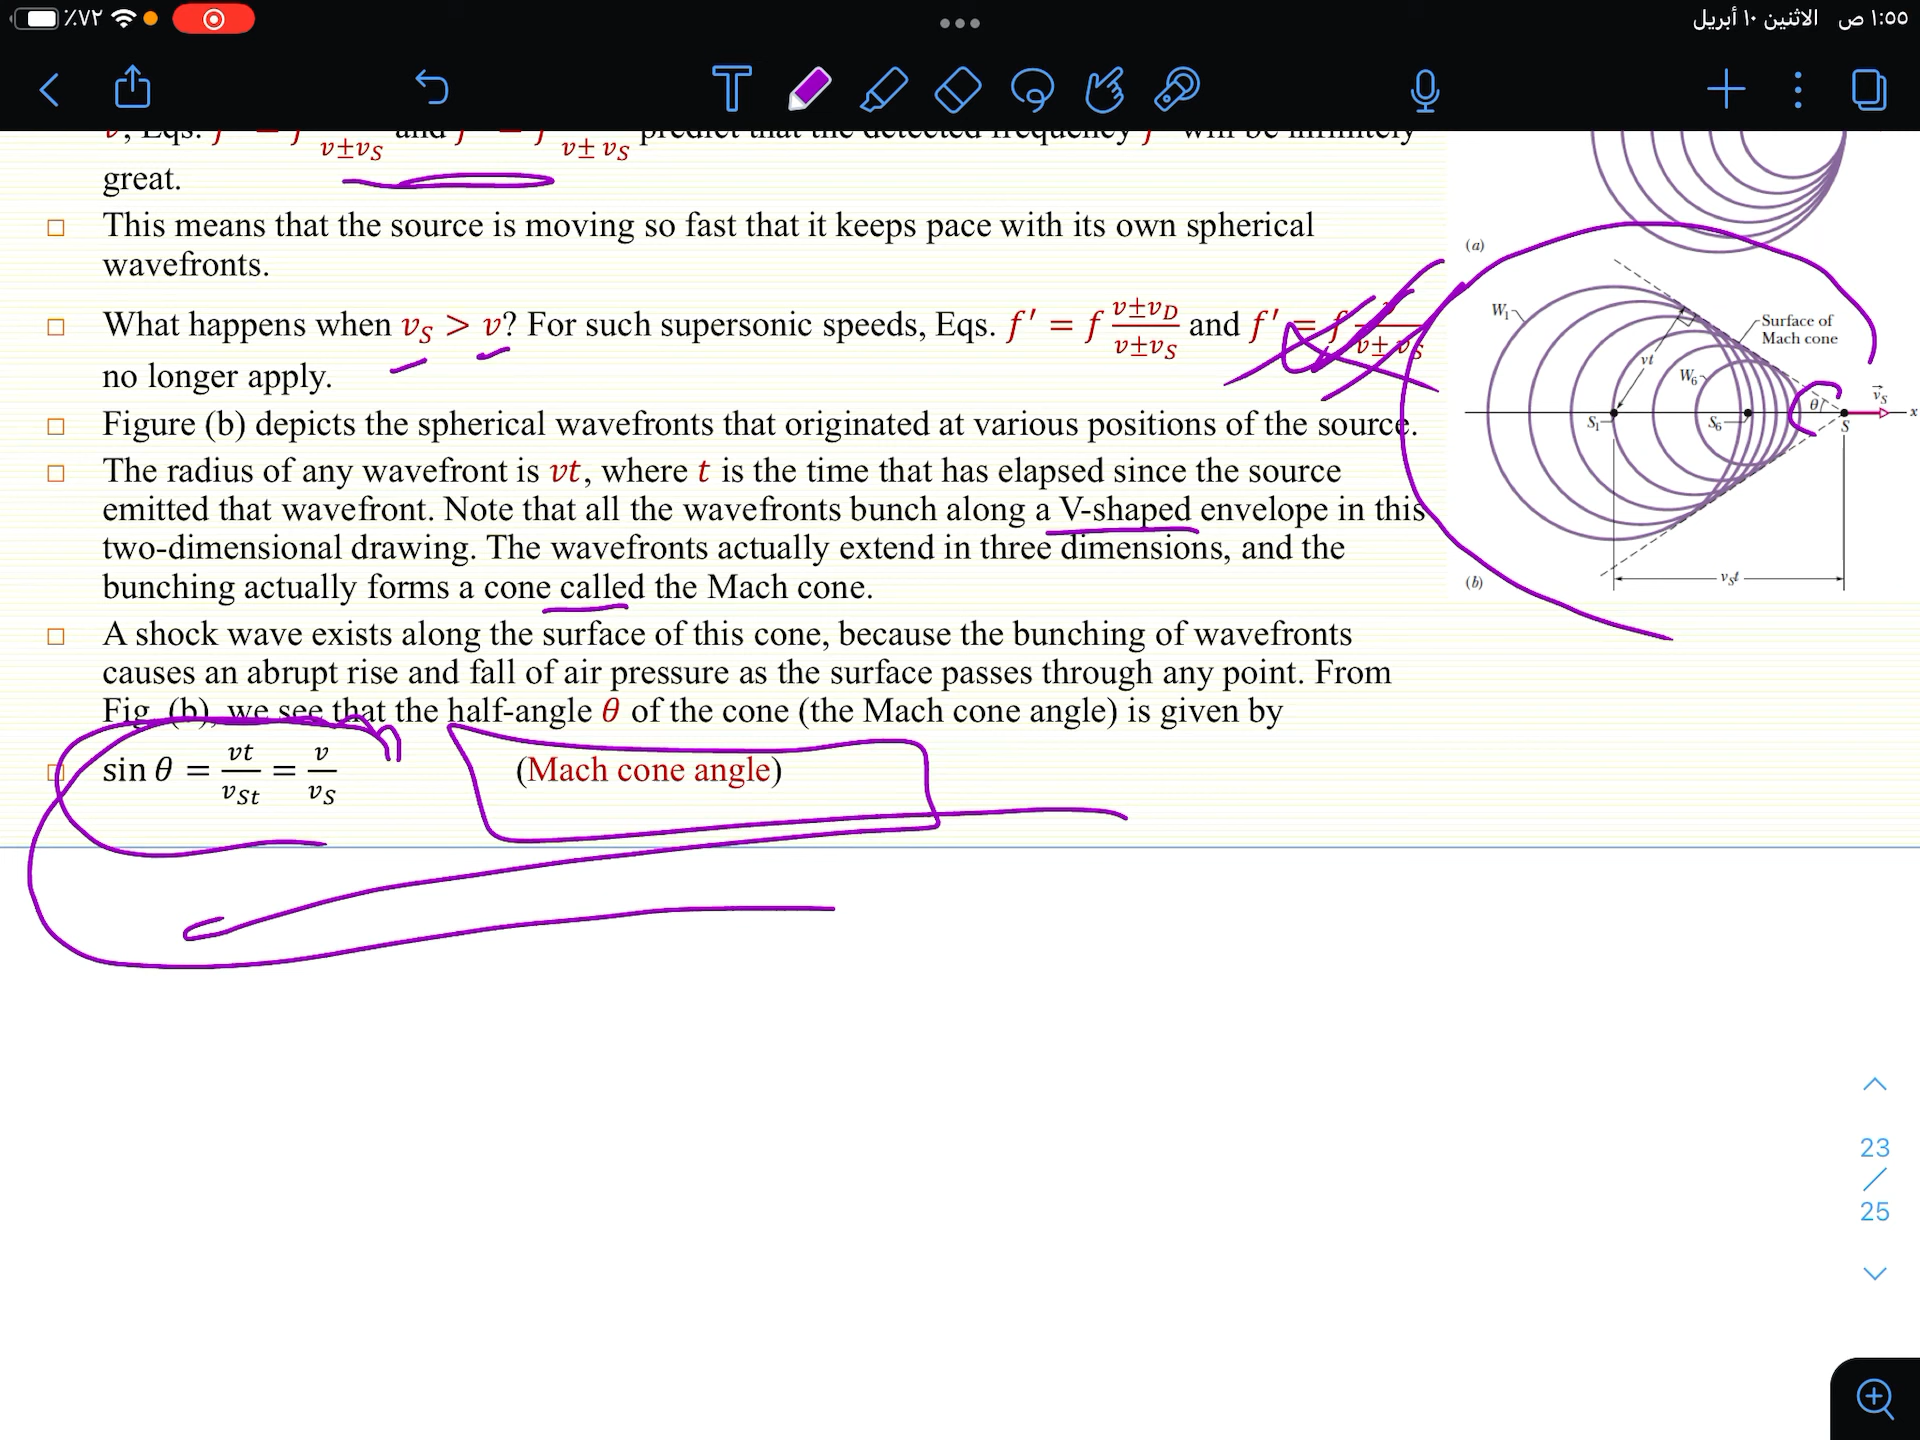 ٪٧٢
١:٥٥ ص الاثنين ١٠ أبريل
great.
This means that the source is moving so fast that it keeps pace with its own spherical
wavefronts.
What happens when v_S > v? For such supersonic speeds, Eqs. f′ = f (v±v_D)/(v±v_S) and f′ = f v/(v± v_S)
no longer apply.
Figure (b) depicts the spherical wavefronts that originated at various positions of the source.
The radius of any wavefront is vt, where t is the time that has elapsed since the source
emitted that wavefront. Note that all the wavefronts bunch along a V-shaped envelope in this
two-dimensional drawing. The wavefronts actually extend in three dimensions, and the
bunching actually forms a cone called the Mach cone.
A shock wave exists along the surface of this cone, because the bunching of wavefronts
causes an abrupt rise and fall of air pressure as the surface passes through any point. From
Fig. (b), we see that the half-angle θ of the cone (the Mach cone angle) is given by
sin θ = vt/v_St = v/v_S (Mach cone angle)
(a)
W₁
Surface of
Mach cone
vt
W₆
θ
v_S
x
S₁
S₆
S
v_St
(b)
23
/
25